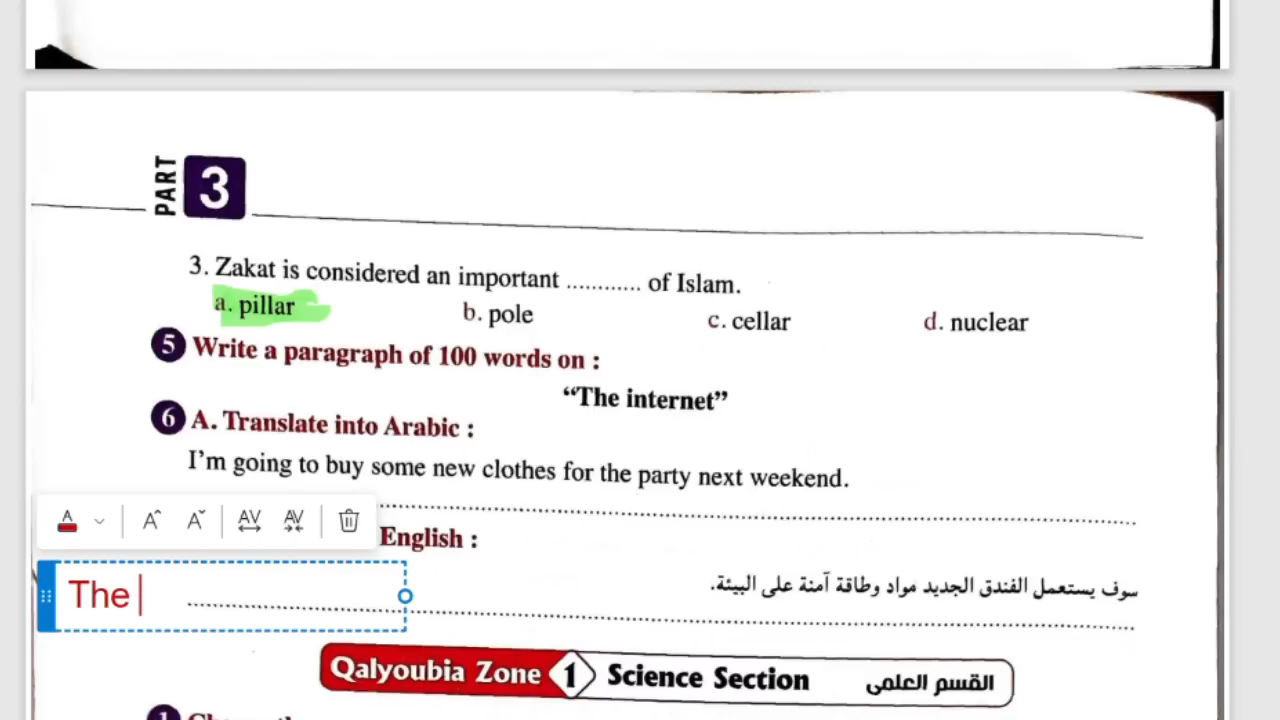 PART 3
3. Zakat is considered an important ............ of Islam.
a. pillar b. pole c. cellar d. nuclear
5 Write a paragraph of 100 words on :
“The internet”
6 A. Translate into Arabic :
I'm going to buy some new clothes for the party next weekend.
English :
سوف يستعمل الفندق الجديد مواد وطاقة آمنة على البيئة.
The
Qalyoubia Zone 1 Science Section القسم العلمى